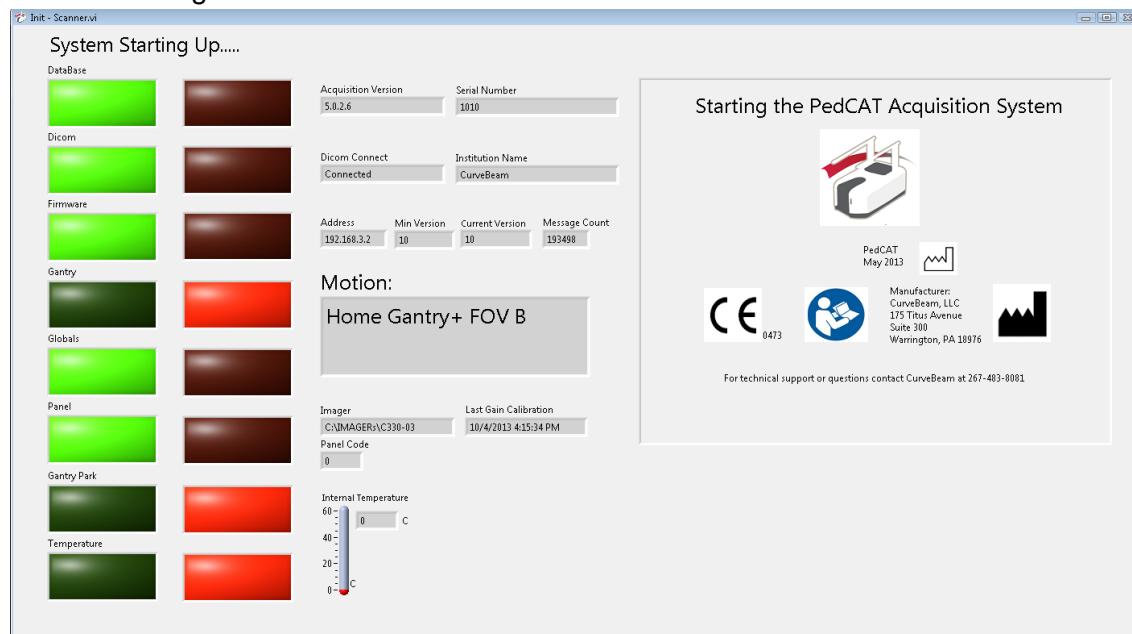 Init - Scanner.vi
System Starting Up.....
DataBase
Dicom
Firmware
Gantry
Globals
Panel
Gantry Park
Temperature
Acquisition Version
Serial Number
5.0.2.6
1010
Dicom Connect
Institution Name
Connected
CurveBeam
Address
Min Version
Current Version
Message Count
192.168.3.2
10
10
193498
Motion:
Home Gantry+ FOV B
Imager
Last Gain Calibration
C:\IMAGERs\C330-03
10/4/2013 4:15:34 PM
Panel Code
0
Internal Temperature
60
0
C
40
20
0
C
Starting the PedCAT Acquisition System
PedCAT
May 2013
CE
0473
Manufacturer:
CurveBeam, LLC
175 Titus Avenue
Suite 300
Warrington, PA 18976
For technical support or questions contact CurveBeam at 267-483-8081